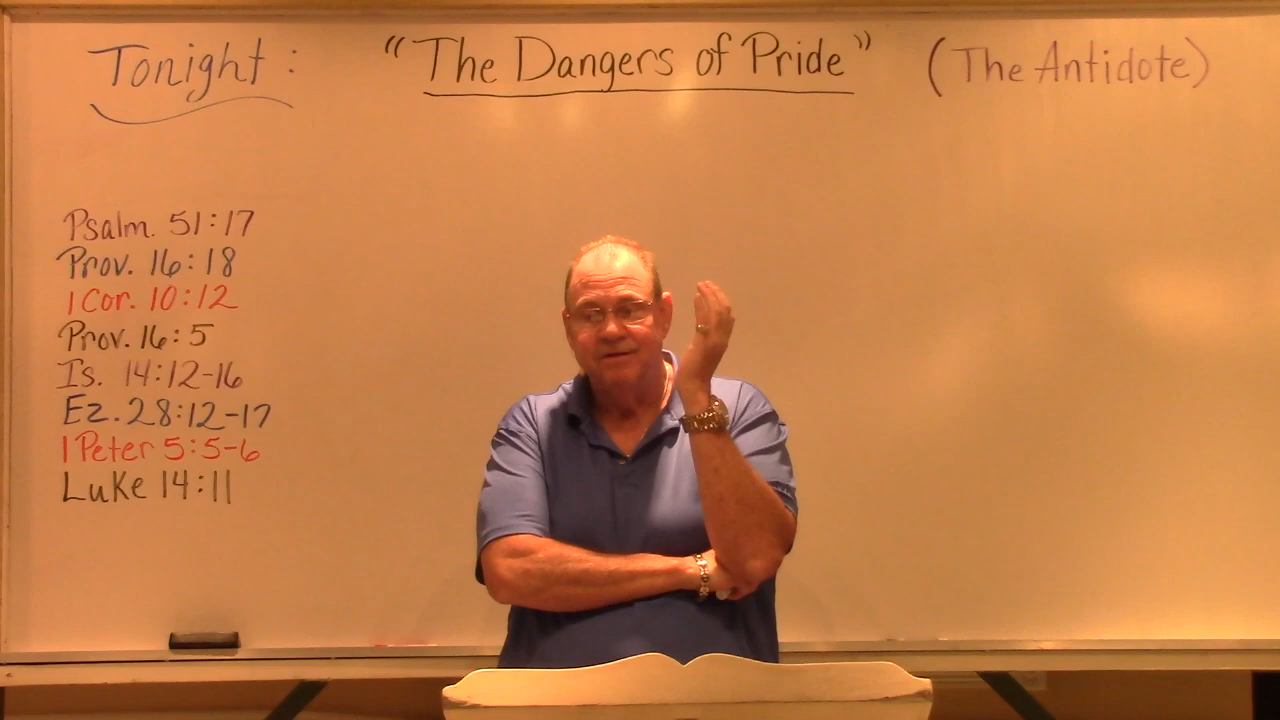 Tonight: "The Dangers of Pride" (The Antidote)
Psalm. 51:17
Prov. 16:18
1 Cor. 10:12
Prov. 16:5
Is. 14:12-16
Ez. 28:12-17
1 Peter 5:5-6
Luke 14:11